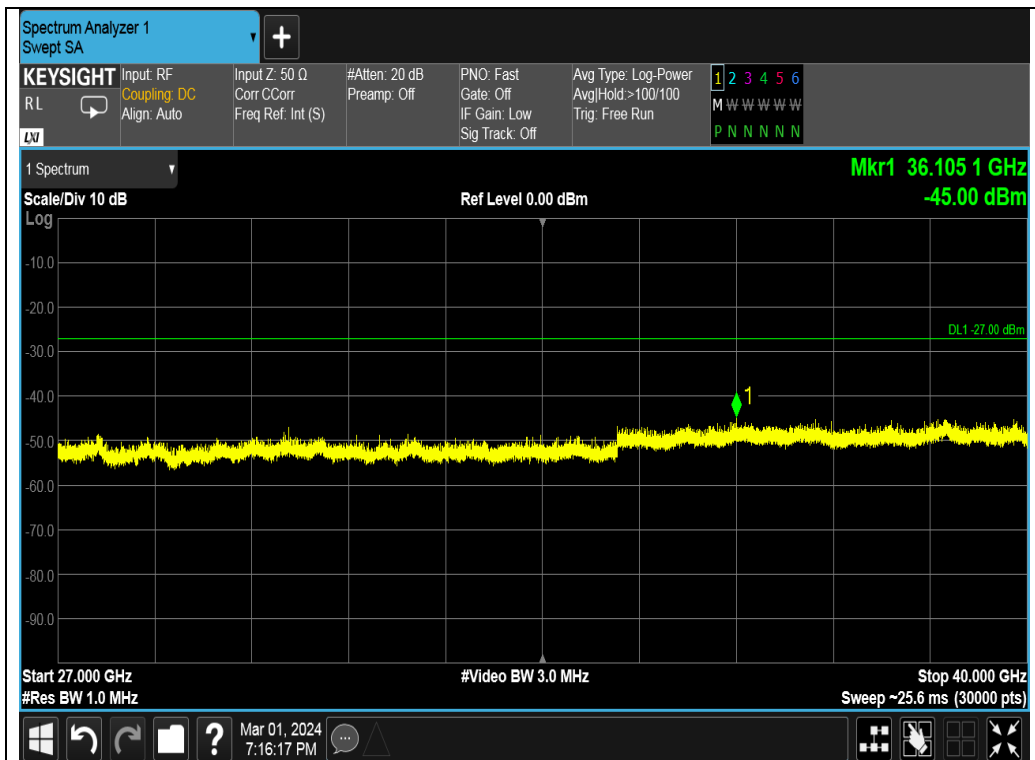 Spectrum Analyzer 1
Swept SA
+
KEYSIGHT
RL
LXI
Input: RF
Coupling: DC
Align: Auto
Input Z: 50 Ω
Corr CCorr
Freq Ref: Int (S)
#Atten: 20 dB
Preamp: Off
PNO: Fast
Gate: Off
IF Gain: Low
Sig Track: Off
Avg Type: Log-Power
Avg|Hold:>100/100
Trig: Free Run
1 2 3 4 5 6
M W W W W W
P N N N N N
1 Spectrum
Mkr1 36.105 1 GHz
-45.00 dBm
Scale/Div 10 dB
Ref Level 0.00 dBm
Log
-10.0
-20.0
DL1 -27.00 dBm
-30.0
-40.0
1
-50.0
-60.0
-70.0
-80.0
-90.0
Start 27.000 GHz
#Video BW 3.0 MHz
Stop 40.000 GHz
#Res BW 1.0 MHz
Sweep ~25.6 ms (30000 pts)
?
Mar 01, 2024
7:16:17 PM